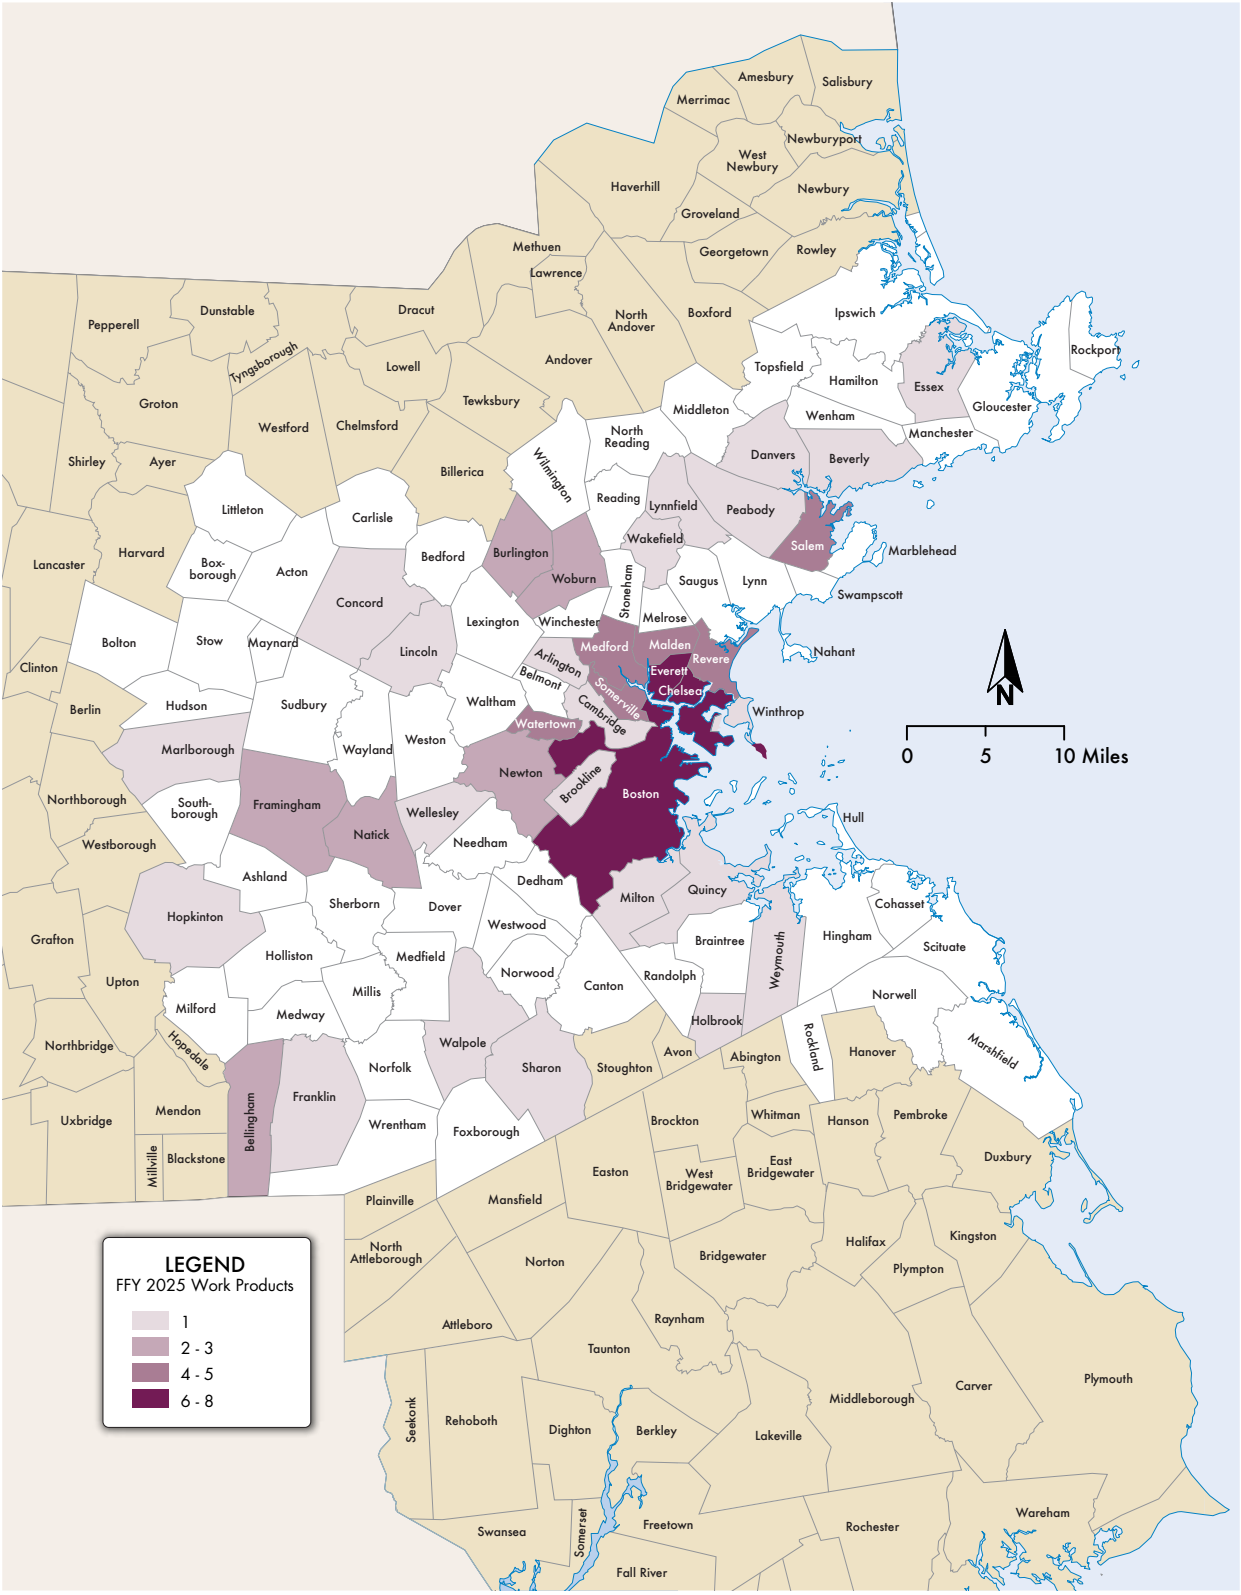 Amesbury
Salisbury
Merrimac
Newburyport
West
Newbury
Haverhill
Newbury
Groveland
Methuen
Georgetown
Rowley
Lawrence
Dunstable
Dracut
Pepperell
North
Andover
Boxford
Ipswich
Tyngsborough
Lowell
Andover
Topsfield
Rockport
Hamilton
Essex
Groton
Tewksbury
Middleton
Gloucester
Westford
Chelmsford
North
Reading
Wenham
Manchester
Shirley
Ayer
Billerica
Wilmington
Danvers
Beverly
Littleton
Carlisle
Reading
Lynnfield
Peabody
Harvard
Burlington
Wakefield
Salem
Marblehead
Lancaster
Box-
borough
Acton
Bedford
Woburn
Stoneham
Saugus
Lynn
Swampscott
Concord
Lexington
Winchester
Melrose
Bolton
Stow
Maynard
Lincoln
Arlington
Medford
Malden
Revere
Nahant
Clinton
Belmont
Everett
Chelsea
Hudson
Sudbury
Waltham
Somerville
Cambridge
Winthrop
Berlin
Marlborough
Wayland
Weston
Watertown
N
0 5 10 Miles
Newton
Brookline
Boston
Northborough
South-
borough
Framingham
Natick
Wellesley
Hull
Westborough
Needham
Ashland
Dedham
Quincy
Hopkinton
Sherborn
Dover
Milton
Cohasset
Westwood
Grafton
Holliston
Medfield
Braintree
Weymouth
Hingham
Scituate
Upton
Millis
Norwood
Canton
Randolph
Norwell
Milford
Medway
Holbrook
Northbridge
Hopedale
Walpole
Rockland
Marshfield
Norfolk
Sharon
Stoughton
Avon
Abington
Hanover
Franklin
Uxbridge
Mendon
Bellingham
Wrentham
Foxborough
Brockton
Whitman
Hanson
Pembroke
Millville
Blackstone
Easton
West
Bridgewater
East
Bridgewater
Duxbury
Plainville
Mansfield
North
Attleborough
Norton
Bridgewater
Halifax
Kingston
Plympton
LEGEND
FFY 2025 Work Products
1
2 - 3
4 - 5
6 - 8
Attleboro
Raynham
Taunton
Plymouth
Carver
Middleborough
Seekonk
Rehoboth
Dighton
Berkley
Lakeville
Swansea
Somerset
Freetown
Rochester
Wareham
Fall River